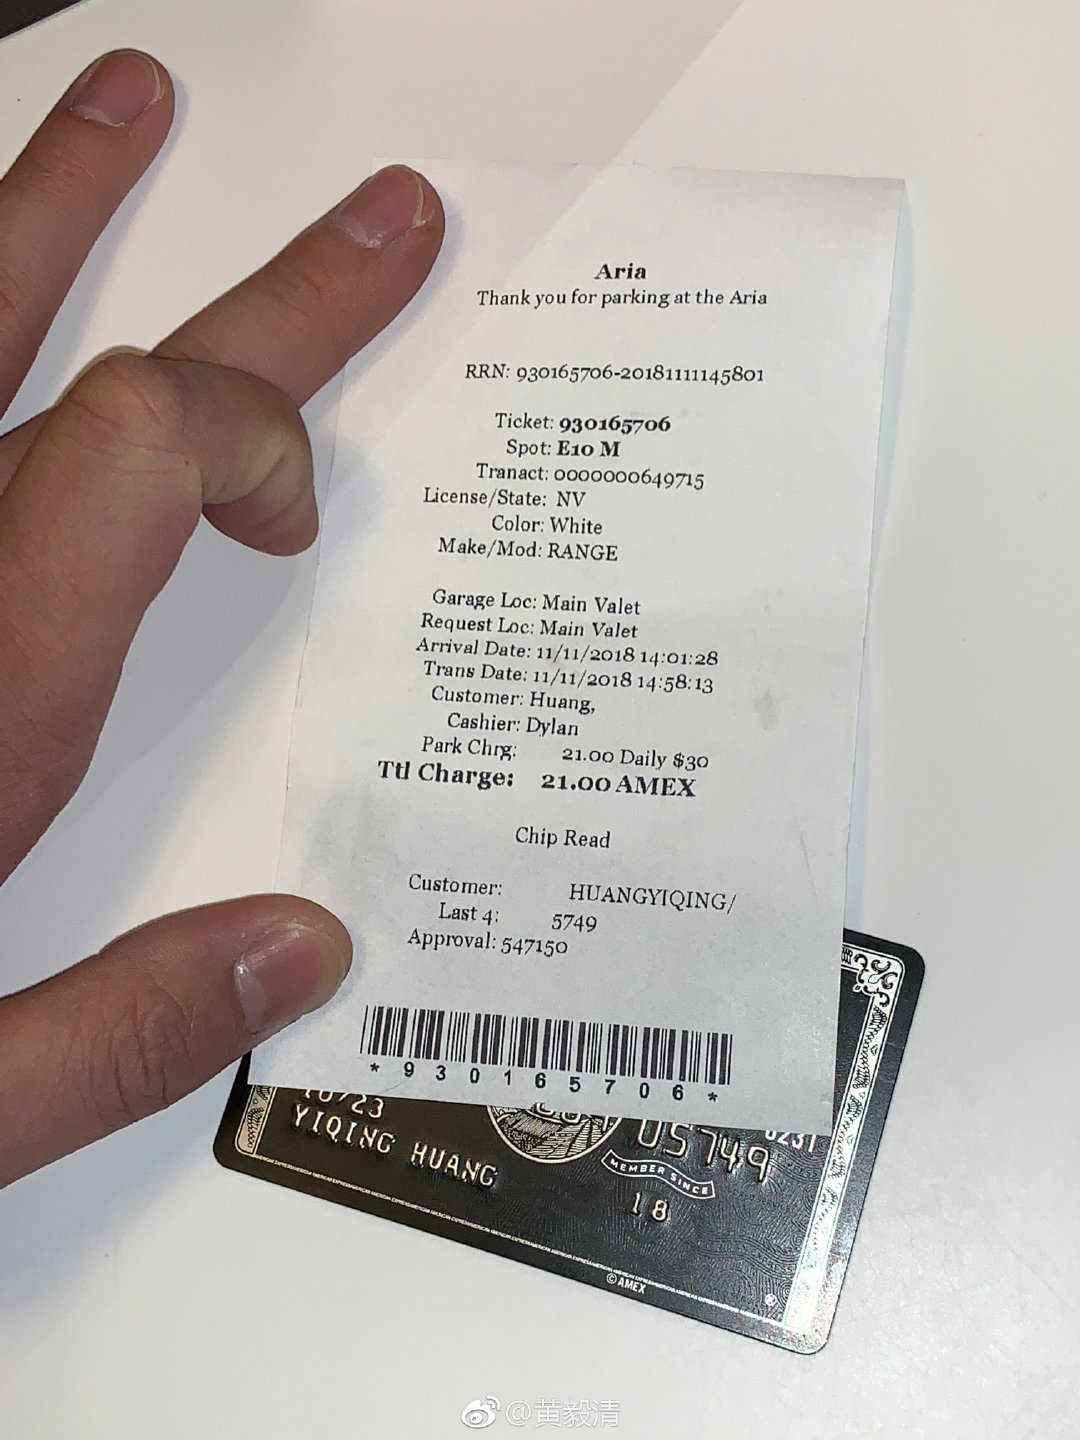 Aria
Thank you for parking at the Aria
RRN: 930165706-20181111145801
Ticket: 930165706
Spot: E10 M
Tranact: 0000000649715
License/State: NV
Color: White
Make/Mod: RANGE
Garage Loc: Main Valet
Request Loc: Main Valet
Arrival Date: 11/11/2018 14:01:28
Trans Date: 11/11/2018 14:58:13
Customer: Huang,
Cashier: Dylan
Park Chrg: 21.00 Daily $30
Ttl Charge: 21.00 AMEX
Chip Read
Customer: HUANGYIQING/
Last 4: 5749
Approval: 547150
*930165706*
05749
YIQING HUANG
MEMBER SINCE
18
©AMEX
®
@黄毅清